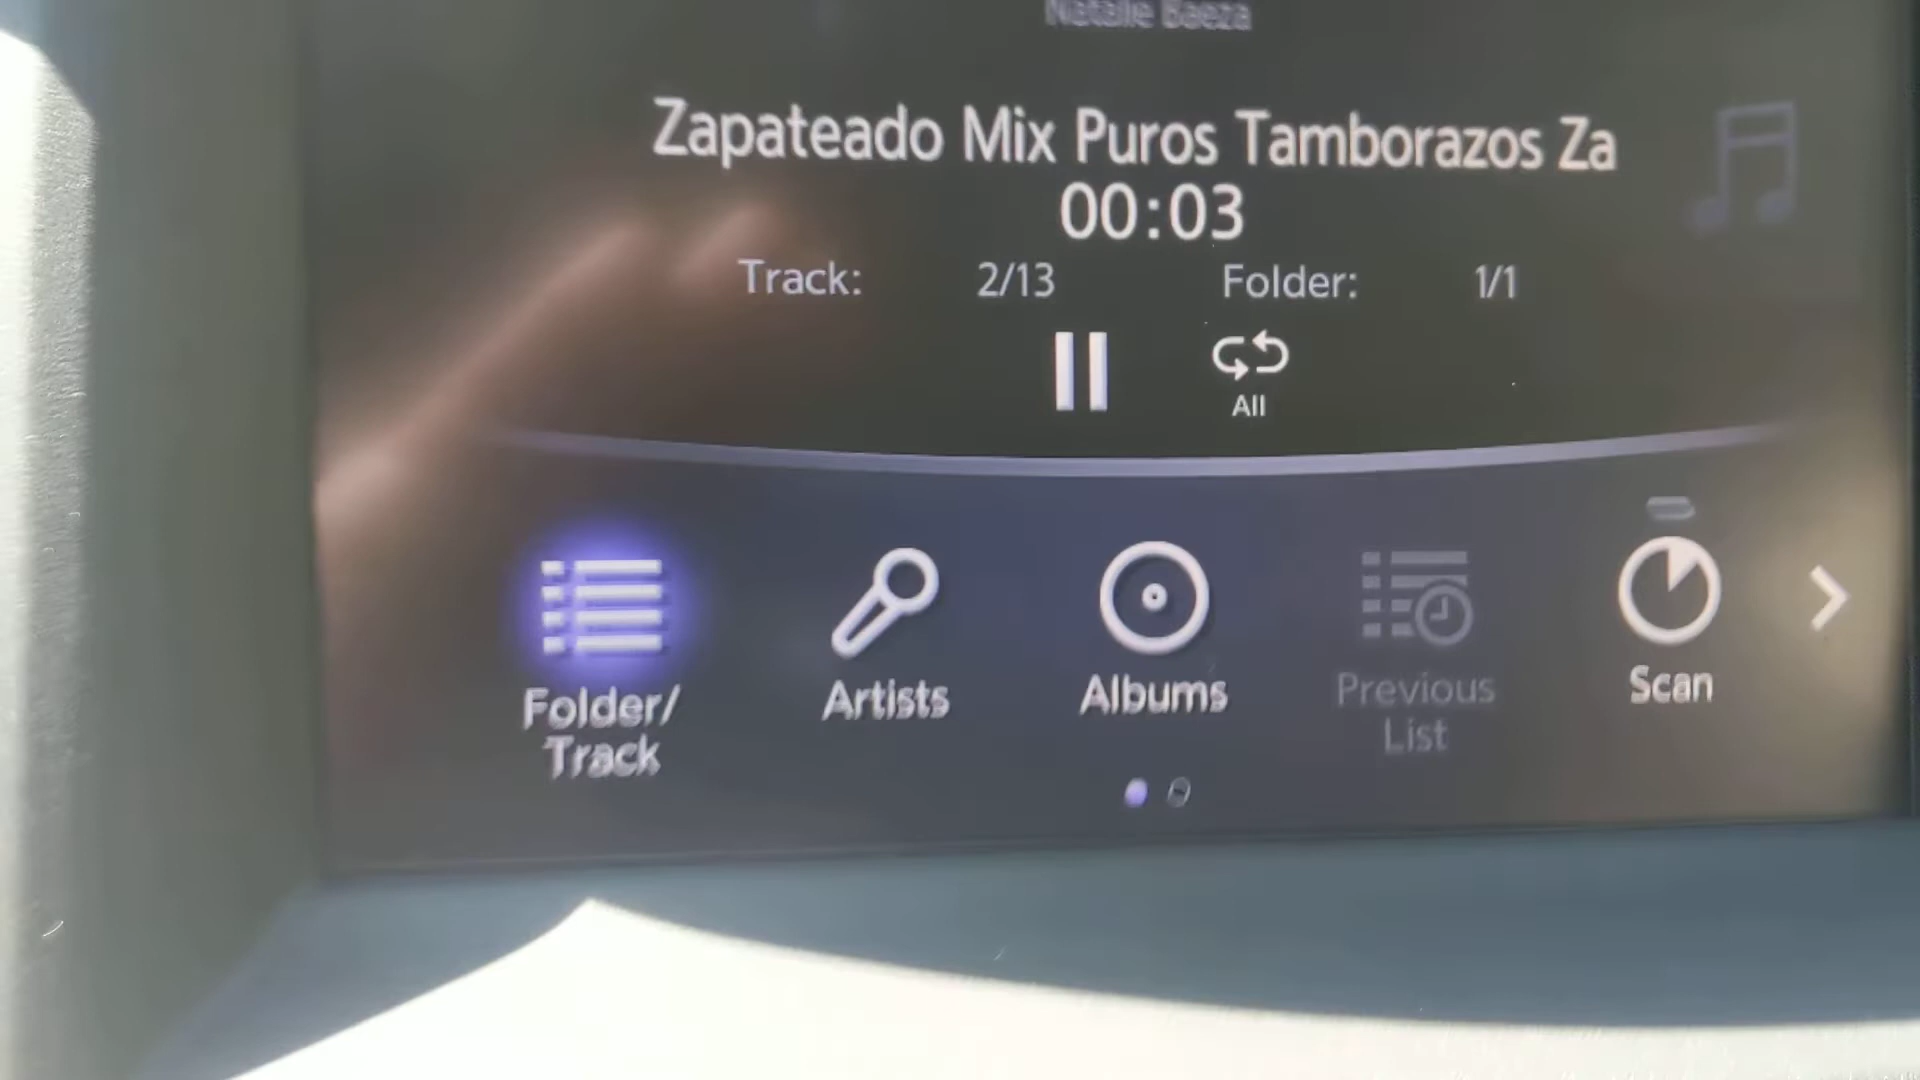 Natalie Baeza
Zapateado Mix Puros Tamborazos Za
00:03
Track: 2/13 Folder: 1/1
All
Folder/
Track
Artists
Albums
Previous
List
Scan